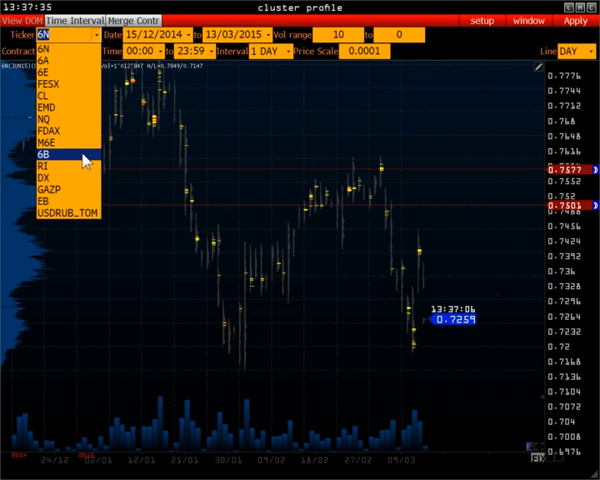 13:37:35 cluster profile
View DOM Time Interval Merge Contr setup window Apply
Ticker 6N Date 15/12/2014 to 13/03/2015 Vol range 10 to 0
Contract Time 00:00 to 23:59 Interval 1 DAY Price Scale 0.0001 Line DAY
6N
6A
6E
FESX
CL
EMD
NQ
FDAX
M6E
6B
RI
DX
GAZP
EB
USDRUB_TOM
0.7776
0.7744
0.7712
0.768
0.7648
0.7616
0.7577
0.7552
0.752
0.7501
0.7488
0.7456
0.7424
0.7392
0.736
0.7328
0.7296
0.7264
0.7232
0.72
0.7168
0.7136
0.7104
0.7072
0.704
0.7008
0.6976
13:37:06
0.7259
24/12 02/01 12/01 21/01 30/01 09/02 18/02 27/02 09/03
FIX